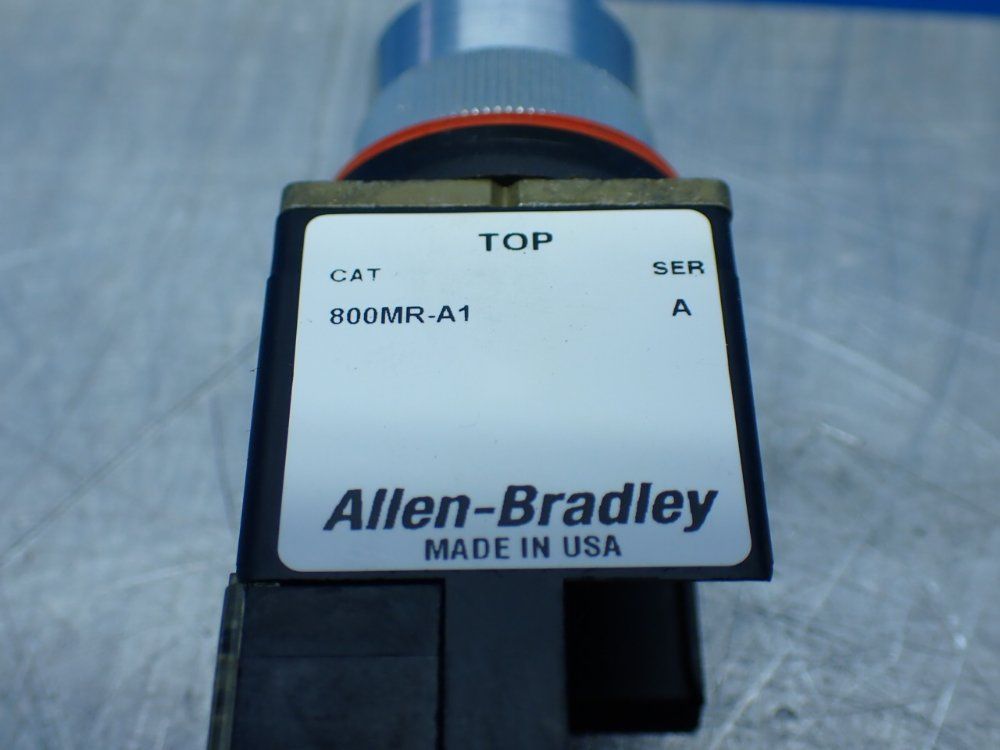 TOP
CAT SER
800MR-A1 A
Allen-Bradley
MADE IN USA